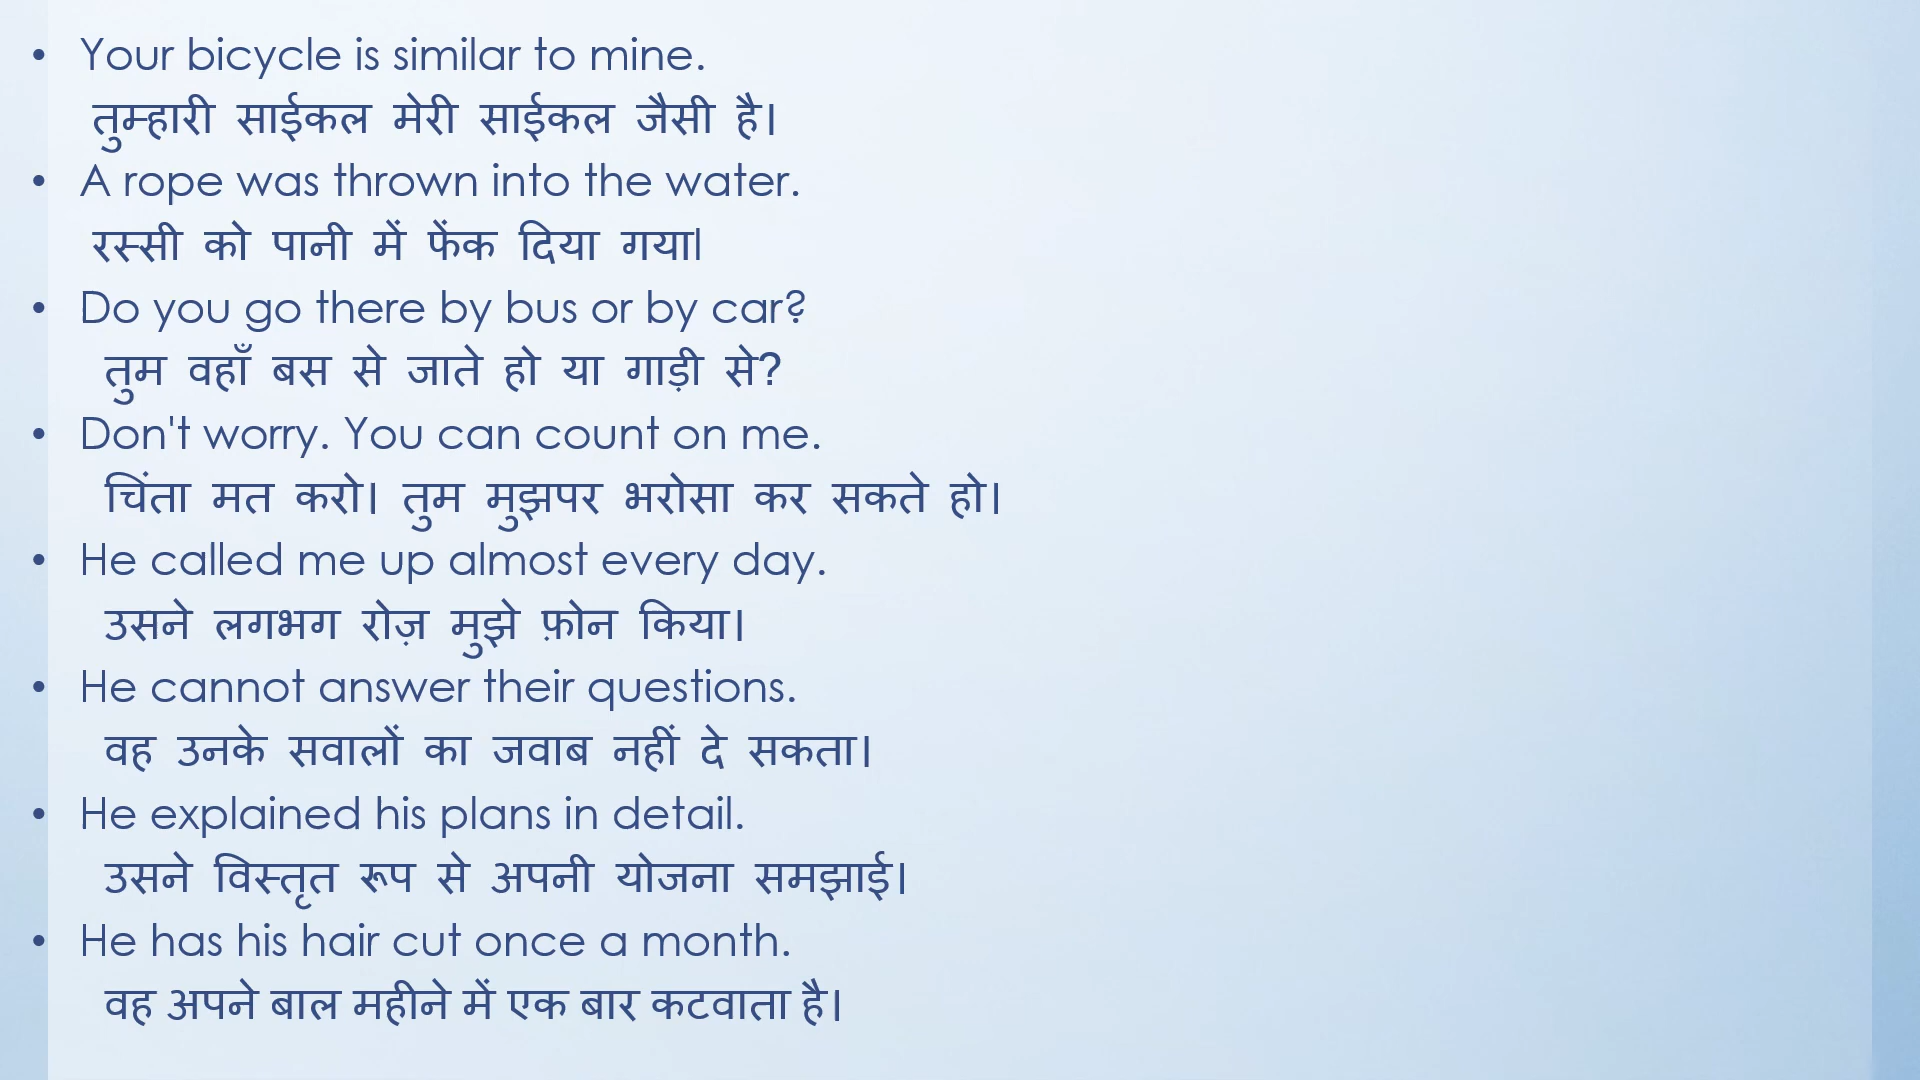 • Your bicycle is similar to mine.
तुम्हारी साईकल मेरी साईकल जैसी है।
• A rope was thrown into the water.
रस्सी को पानी में फेंक दिया गया।
• Do you go there by bus or by car?
तुम वहाँ बस से जाते हो या गाड़ी से?
• Don't worry. You can count on me.
चिंता मत करो। तुम मुझपर भरोसा कर सकते हो।
• He called me up almost every day.
उसने लगभग रोज़ मुझे फ़ोन किया।
• He cannot answer their questions.
वह उनके सवालों का जवाब नहीं दे सकता।
• He explained his plans in detail.
उसने विस्तृत रूप से अपनी योजना समझाई।
• He has his hair cut once a month.
वह अपने बाल महीने में एक बार कटवाता है।